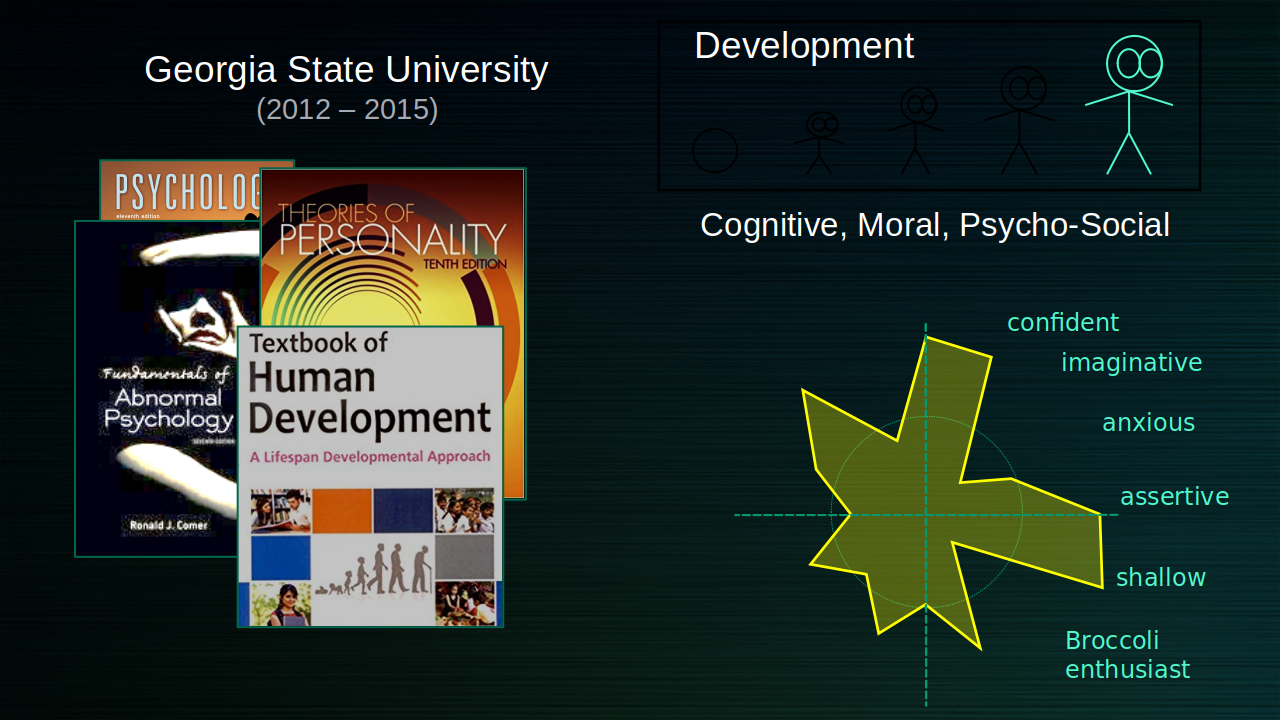 Georgia State University
(2012 – 2015)
PSYCHOLOG
eleventh edition
THEORIES OF
PERSONALITY
TENTH EDITION
Fundamentals of
Abnormal
Psychology
Ronald J. Comer
Textbook of
Human
Development
A Lifespan Developmental Approach
Development
Cognitive, Moral, Psycho-Social
confident
imaginative
anxious
assertive
shallow
Broccoli
enthusiast